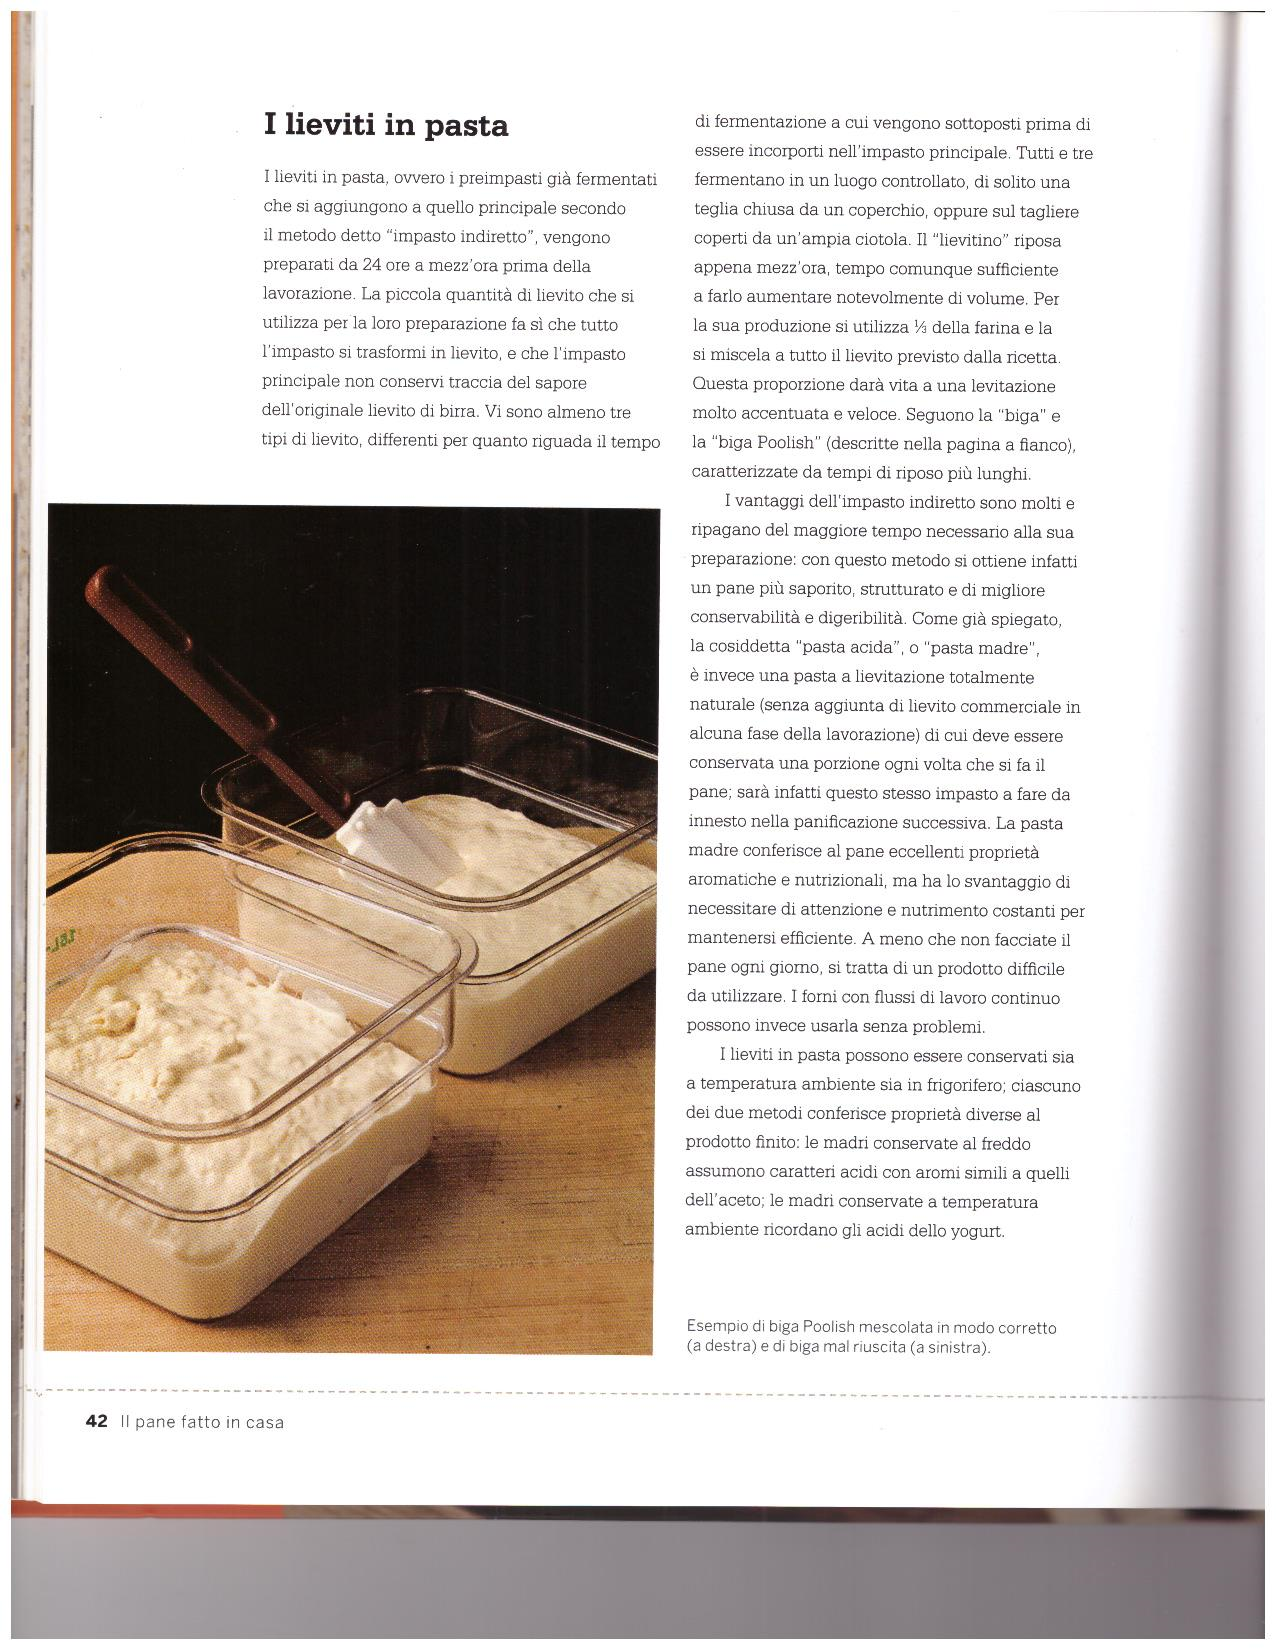 I lieviti in pasta
I lieviti in pasta, ovvero i preimpasti già fermentati
che si aggiungono a quello principale secondo
il metodo detto “impasto indiretto”, vengono
preparati da 24 ore a mezz’ora prima della
lavorazione. La piccola quantità di lievito che si
utilizza per la loro preparazione fa sì che tutto
l’impasto si trasformi in lievito, e che l’impasto
principale non conservi traccia del sapore
dell’originale lievito di birra. Vi sono almeno tre
tipi di lievito, differenti per quanto riguada il tempo
di fermentazione a cui vengono sottoposti prima di
essere incorporti nell’impasto principale. Tutti e tre
fermentano in un luogo controllato, di solito una
teglia chiusa da un coperchio, oppure sul tagliere
coperti da un’ampia ciotola. Il “lievitino” riposa
appena mezz’ora, tempo comunque sufficiente
a farlo aumentare notevolmente di volume. Per
la sua produzione si utilizza ⅓ della farina e la
si miscela a tutto il lievito previsto dalla ricetta.
Questa proporzione darà vita a una levitazione
molto accentuata e veloce. Seguono la “biga” e
la “biga Poolish” (descritte nella pagina a fianco),
caratterizzate da tempi di riposo più lunghi.
I vantaggi dell’impasto indiretto sono molti e
ripagano del maggiore tempo necessario alla sua
preparazione: con questo metodo si ottiene infatti
un pane più saporito, strutturato e di migliore
conservabilità e digeribilità. Come già spiegato,
la cosiddetta “pasta acida”, o “pasta madre”,
è invece una pasta a lievitazione totalmente
naturale (senza aggiunta di lievito commerciale in
alcuna fase della lavorazione) di cui deve essere
conservata una porzione ogni volta che si fa il
pane; sarà infatti questo stesso impasto a fare da
innesto nella panificazione successiva. La pasta
madre conferisce al pane eccellenti proprietà
aromatiche e nutrizionali, ma ha lo svantaggio di
necessitare di attenzione e nutrimento costanti per
mantenersi efficiente. A meno che non facciate il
pane ogni giorno, si tratta di un prodotto difficile
da utilizzare. I forni con flussi di lavoro continuo
possono invece usarla senza problemi.
I lieviti in pasta possono essere conservati sia
a temperatura ambiente sia in frigorifero; ciascuno
dei due metodi conferisce proprietà diverse al
prodotto finito: le madri conservate al freddo
assumono caratteri acidi con aromi simili a quelli
dell’aceto; le madri conservate a temperatura
ambiente ricordano gli acidi dello yogurt.
Esempio di biga Poolish mescolata in modo corretto
(a destra) e di biga mal riuscita (a sinistra).
42 Il pane fatto in casa